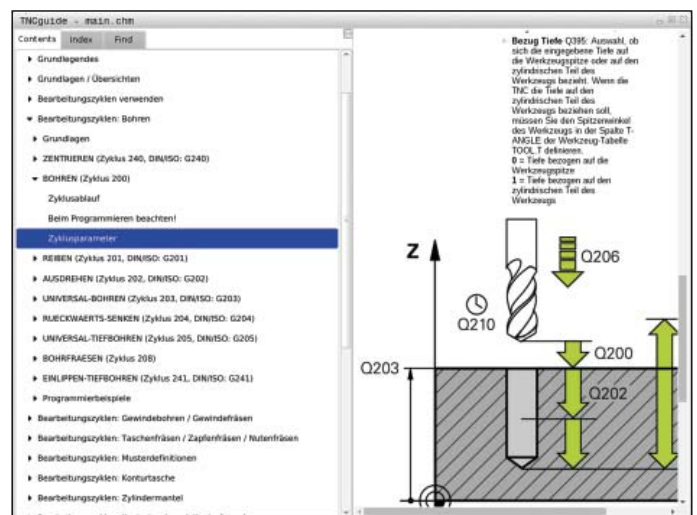 TNCguide - main.chm
Contents Index Find
Grundlegendes
Grundlagen / Übersichten
Bearbeitungszyklen verwenden
Bearbeitungszyklen: Bohren
Grundlagen
ZENTRIEREN (Zyklus 240, DIN/ISO: G240)
BOHREN (Zyklus 200)
Zyklusablauf
Beim Programmieren beachten!
Zyklusparameter
REIBEN (Zyklus 201, DIN/ISO: G201)
AUSDREHEN (Zyklus 202, DIN/ISO: G202)
UNIVERSAL-BOHREN (Zyklus 203, DIN/ISO: G203)
RUECKWAERTS-SENKEN (Zyklus 204, DIN/ISO: G204)
UNIVERSAL-TIEFBOHREN (Zyklus 205, DIN/ISO: G205)
BOHRFRAESEN (Zyklus 208)
EINLIPPEN-TIEFBOHREN (Zyklus 241, DIN/ISO: G241)
Programmierbeispiele
Bearbeitungszyklen: Gewindebohren / Gewindefräsen
Bearbeitungszyklen: Taschenfräsen / Zapfenfräsen / Nutenfräsen
Bearbeitungszyklen: Musterdefinitionen
Bearbeitungszyklen: Konturtasche
Bearbeitungszyklen: Zylindermantel
Bezug Tiefe Q395: Auswahl, ob
sich die eingegebene Tiefe auf
die Werkzeugspitze oder auf den
zylindrischen Teil des
Werkzeugs bezieht. Wenn die
TNC die Tiefe auf den
zylindrischen Teil des
Werkzeugs beziehen soll,
müssen Sie den Spitzenwinkel
des Werkzeugs in der Spalte T-
ANGLE der Werkzeug-Tabelle
TOOL.T definieren.
0 = Tiefe bezogen auf die
Werkzeugspitze
1 = Tiefe bezogen auf den
zylindrischen Teil des
Werkzeugs
Z
Q206
Q210
Q200
Q203
Q202